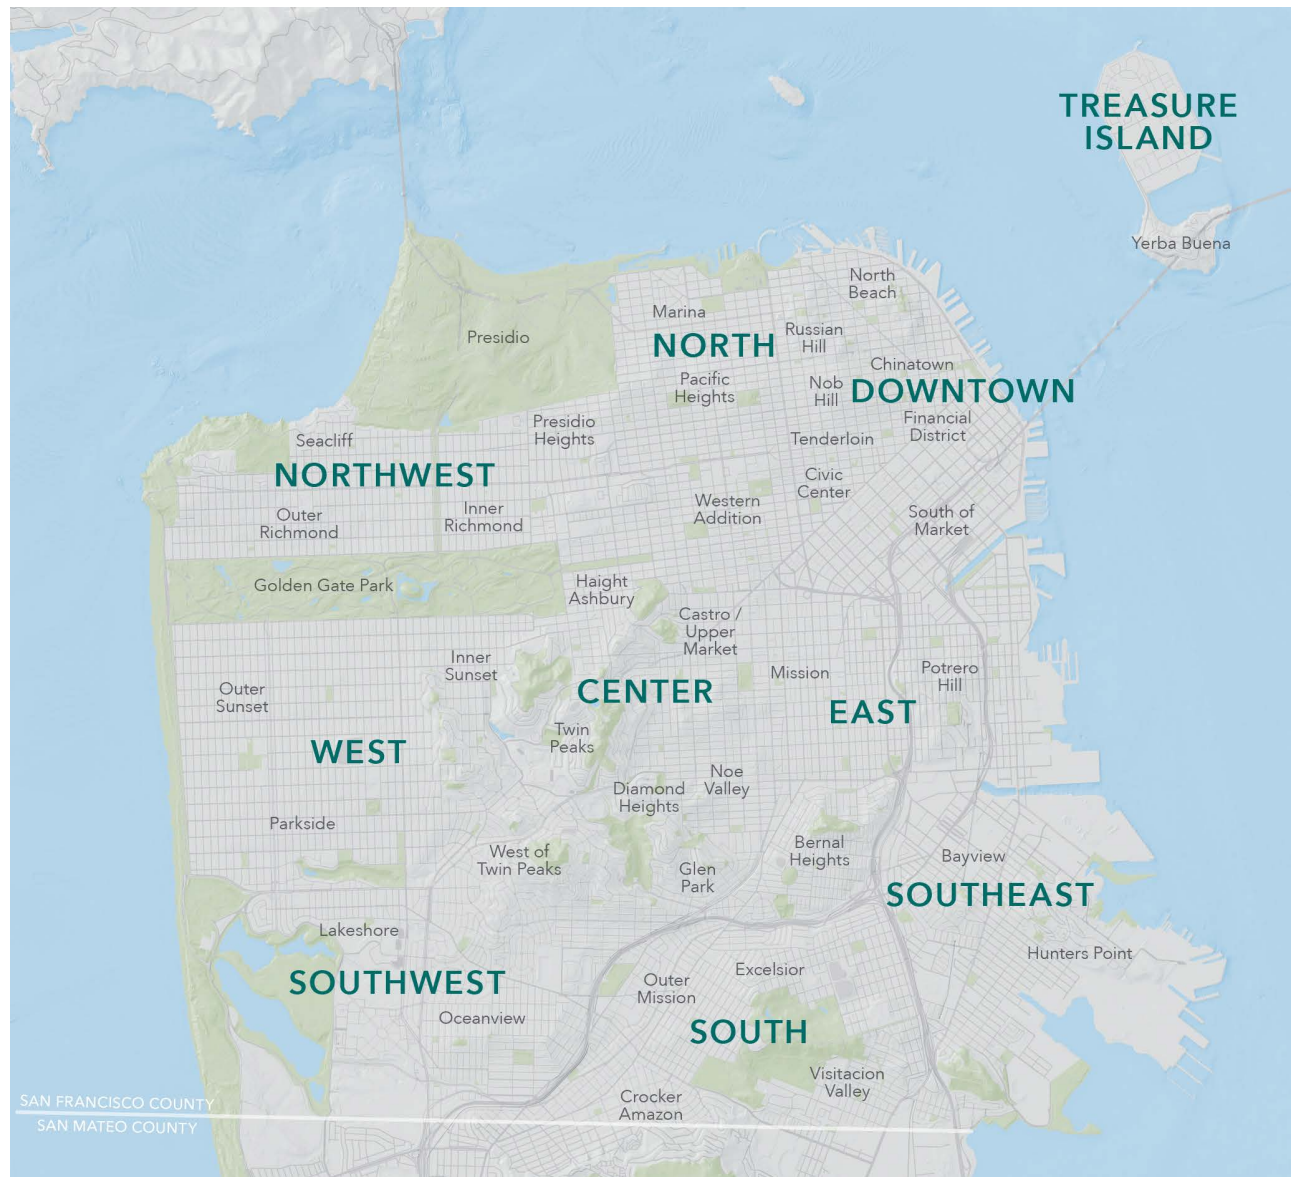 TREASURE
ISLAND
Yerba Buena
North
Beach
Marina
Russian
Hill
Presidio
NORTH
Chinatown
Pacific
Heights
Nob
Hill
DOWNTOWN
Financial
District
Presidio
Heights
Seacliff
Tenderloin
NORTHWEST
Civic
Center
Western
Addition
Outer
Richmond
Inner
Richmond
South of
Market
Golden Gate Park
Haight
Ashbury
Castro /
Upper
Market
Inner
Sunset
Mission
Potrero
Hill
Outer
Sunset
CENTER
EAST
Twin
Peaks
WEST
Noe
Valley
Diamond
Heights
Parkside
Bernal
Heights
West of
Twin Peaks
Bayview
Glen
Park
SOUTHEAST
Lakeshore
Hunters Point
Excelsior
SOUTHWEST
Outer
Mission
Oceanview
SOUTH
Visitacion
Valley
Crocker
Amazon
SAN FRANCISCO COUNTY
SAN MATEO COUNTY